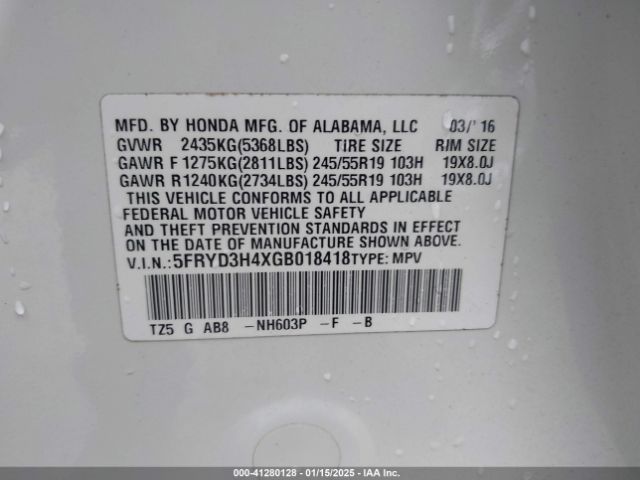 MFD. BY HONDA MFG. OF ALABAMA, LLC 03/'16
GVWR 2435KG(5368LBS) TIRE SIZE RIM SIZE
GAWR F 1275KG(2811LBS) 245/55R19 103H 19X8.0J
GAWR R 1240KG(2734LBS) 245/55R19 103H 19X8.0J
THIS VEHICLE CONFORMS TO ALL APPLICABLE
FEDERAL MOTOR VEHICLE SAFETY
AND THEFT PREVENTION STANDARDS IN EFFECT
ON THE DATE OF MANUFACTURE SHOWN ABOVE.
V.I.N.:5FRYD3H4XGB018418 TYPE: MPV
TZ5 G AB8 -NH603P -F -B
000-41280128 - 01/15/2025 - IAA Inc.